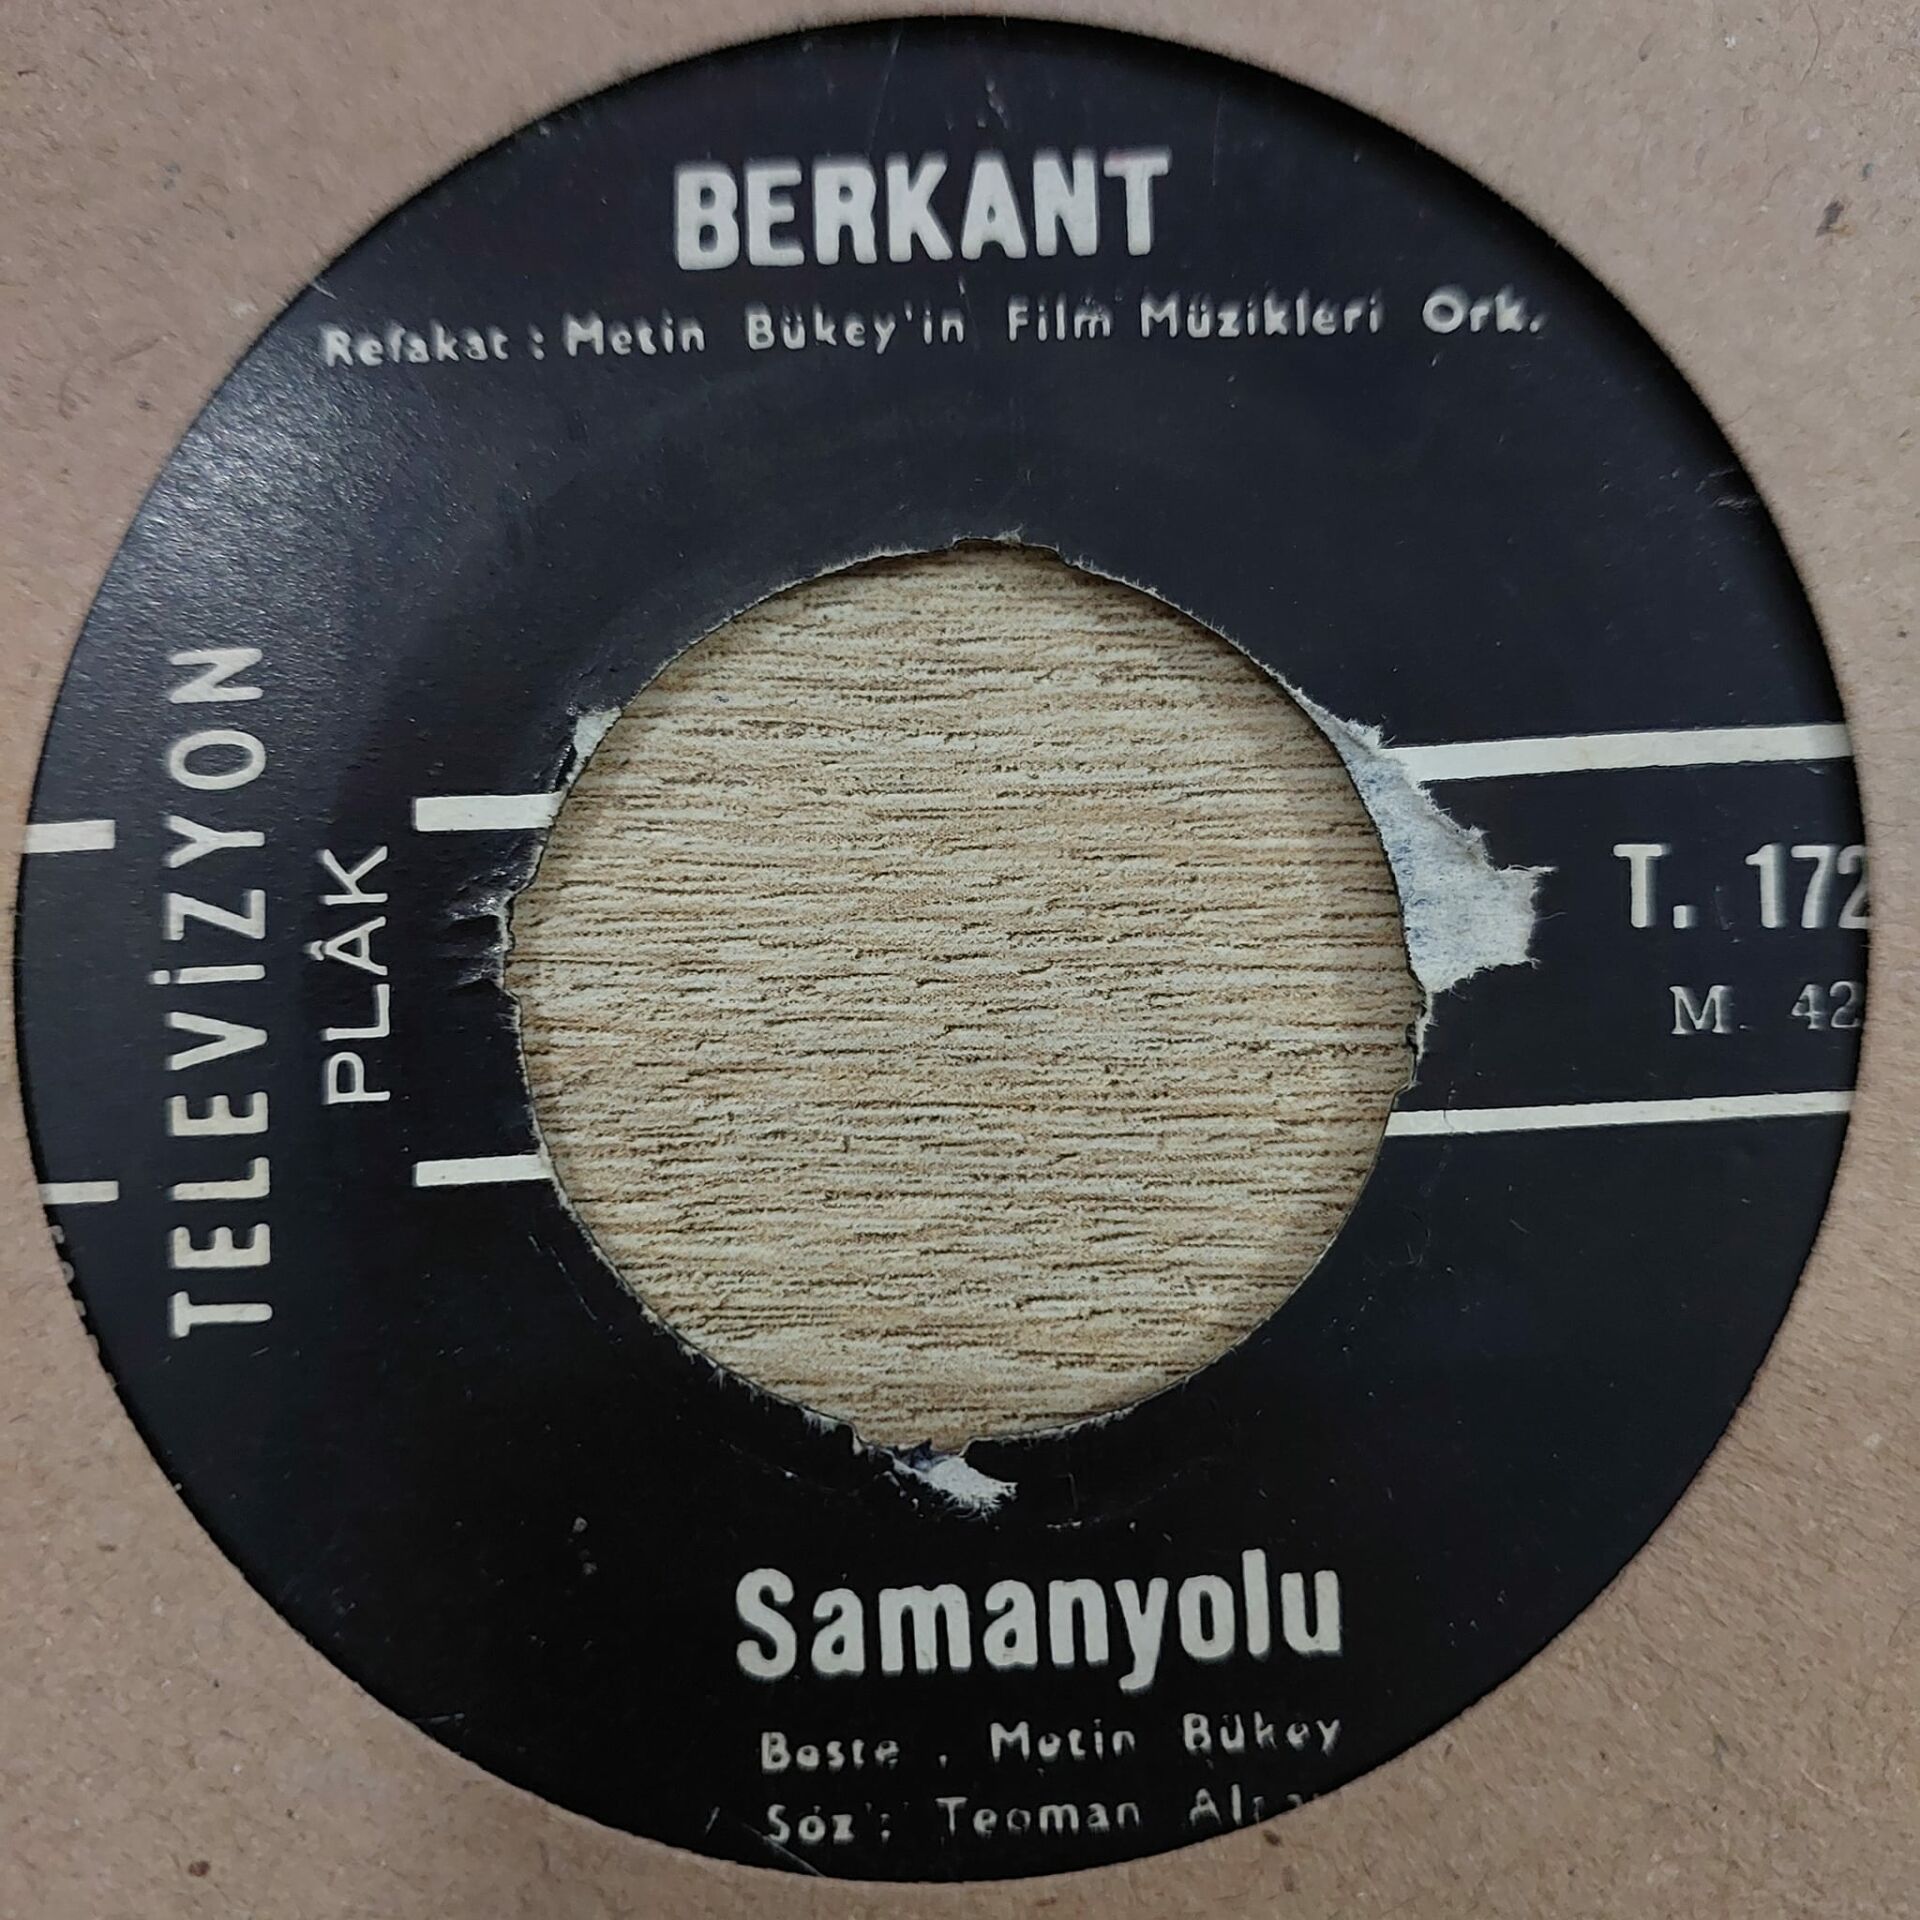 BERKANT
Refakat : Metin Bükey'in Film Müzikleri Ork.
TELEVİZYON
PLÂK
T. 172
M. 42
Samanyolu
Beste : Metin Bükey
Söz : Teoman